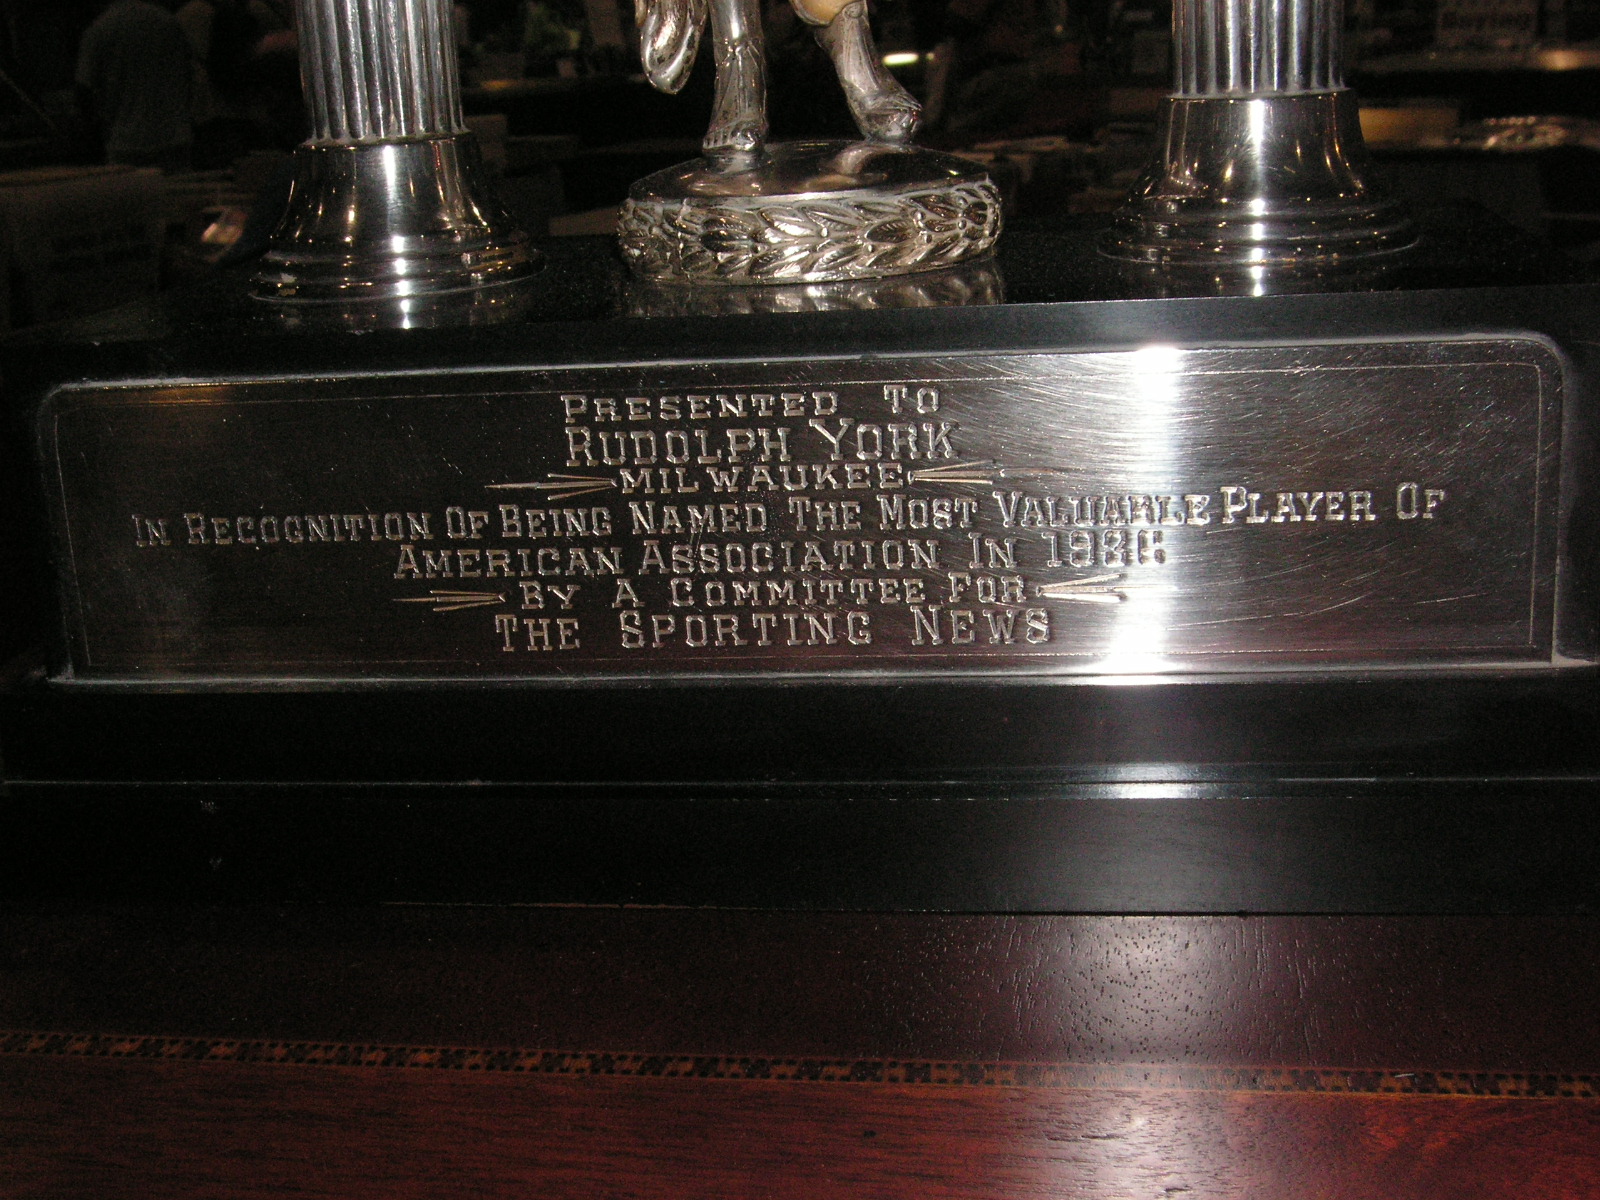 Presented To
Rudolph York
Milwaukee
In Recognition Of Being Named The Most Valuable Player Of
American Association In 1936
By A Committee For
The Sporting News